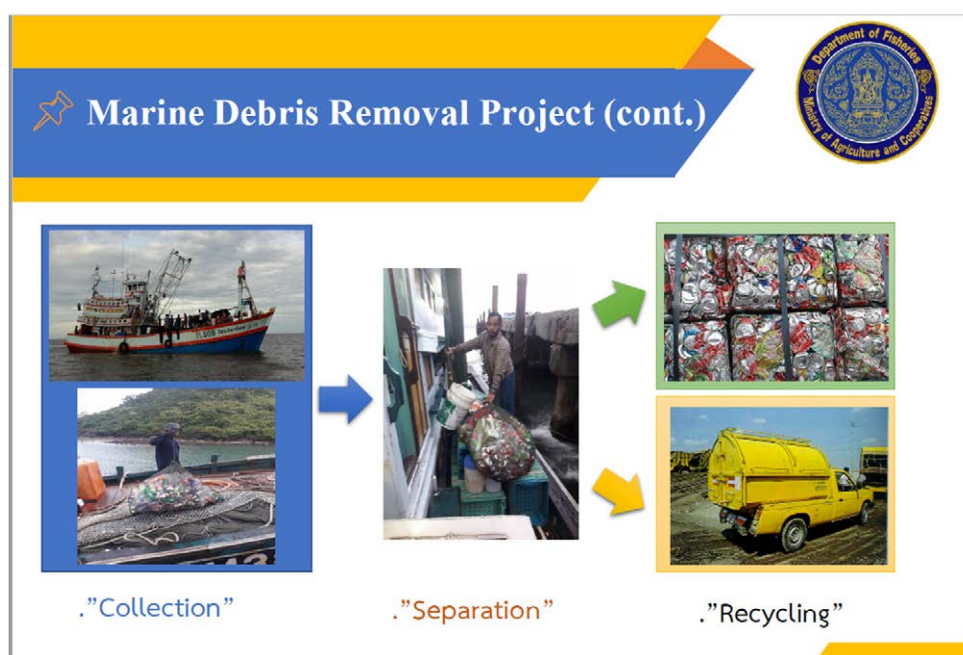 Marine Debris Removal Project (cont.)
Department of Fisheries
Ministry of Agriculture and Cooperatives
."Collection"
."Separation"
."Recycling"